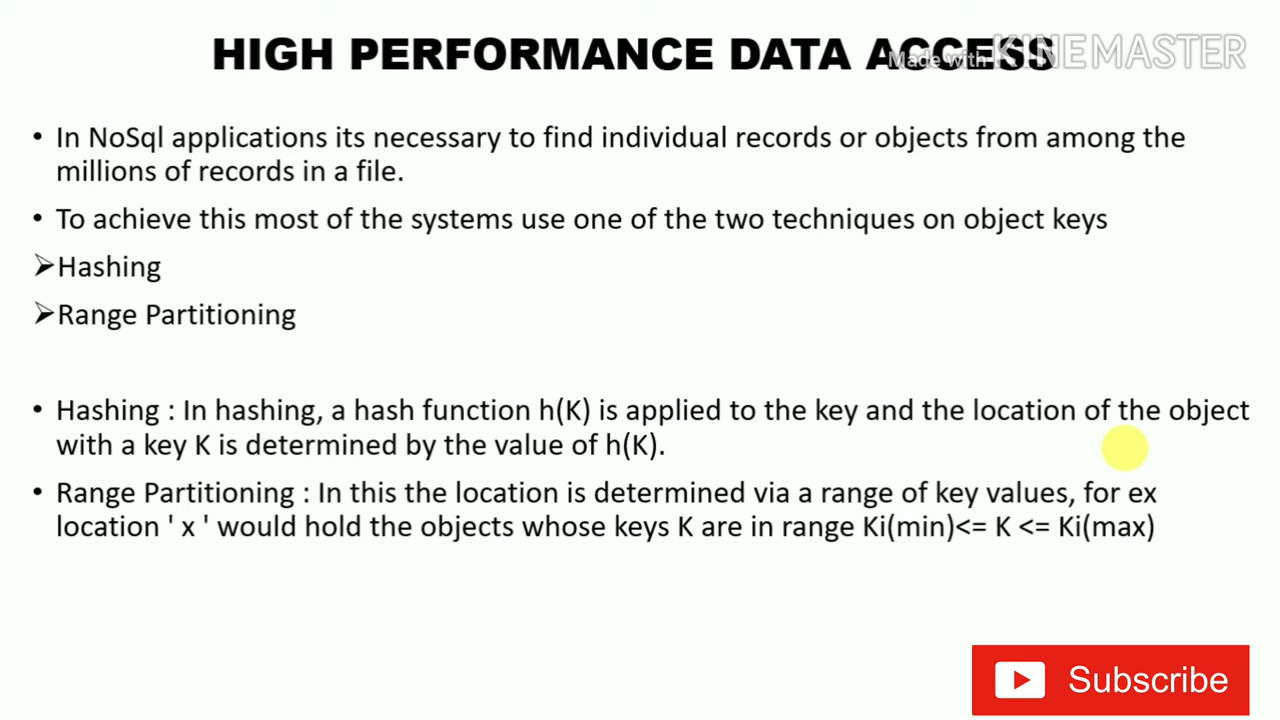 HIGH PERFORMANCE DATA ACCESS
Made with KINEMASTER
• In NoSql applications its necessary to find individual records or objects from among the
millions of records in a file.
• To achieve this most of the systems use one of the two techniques on object keys
➢Hashing
➢Range Partitioning
• Hashing : In hashing, a hash function h(K) is applied to the key and the location of the object
with a key K is determined by the value of h(K).
• Range Partitioning : In this the location is determined via a range of key values, for ex
location ' x ' would hold the objects whose keys K are in range Ki(min)<= K <= Ki(max)
Subscribe